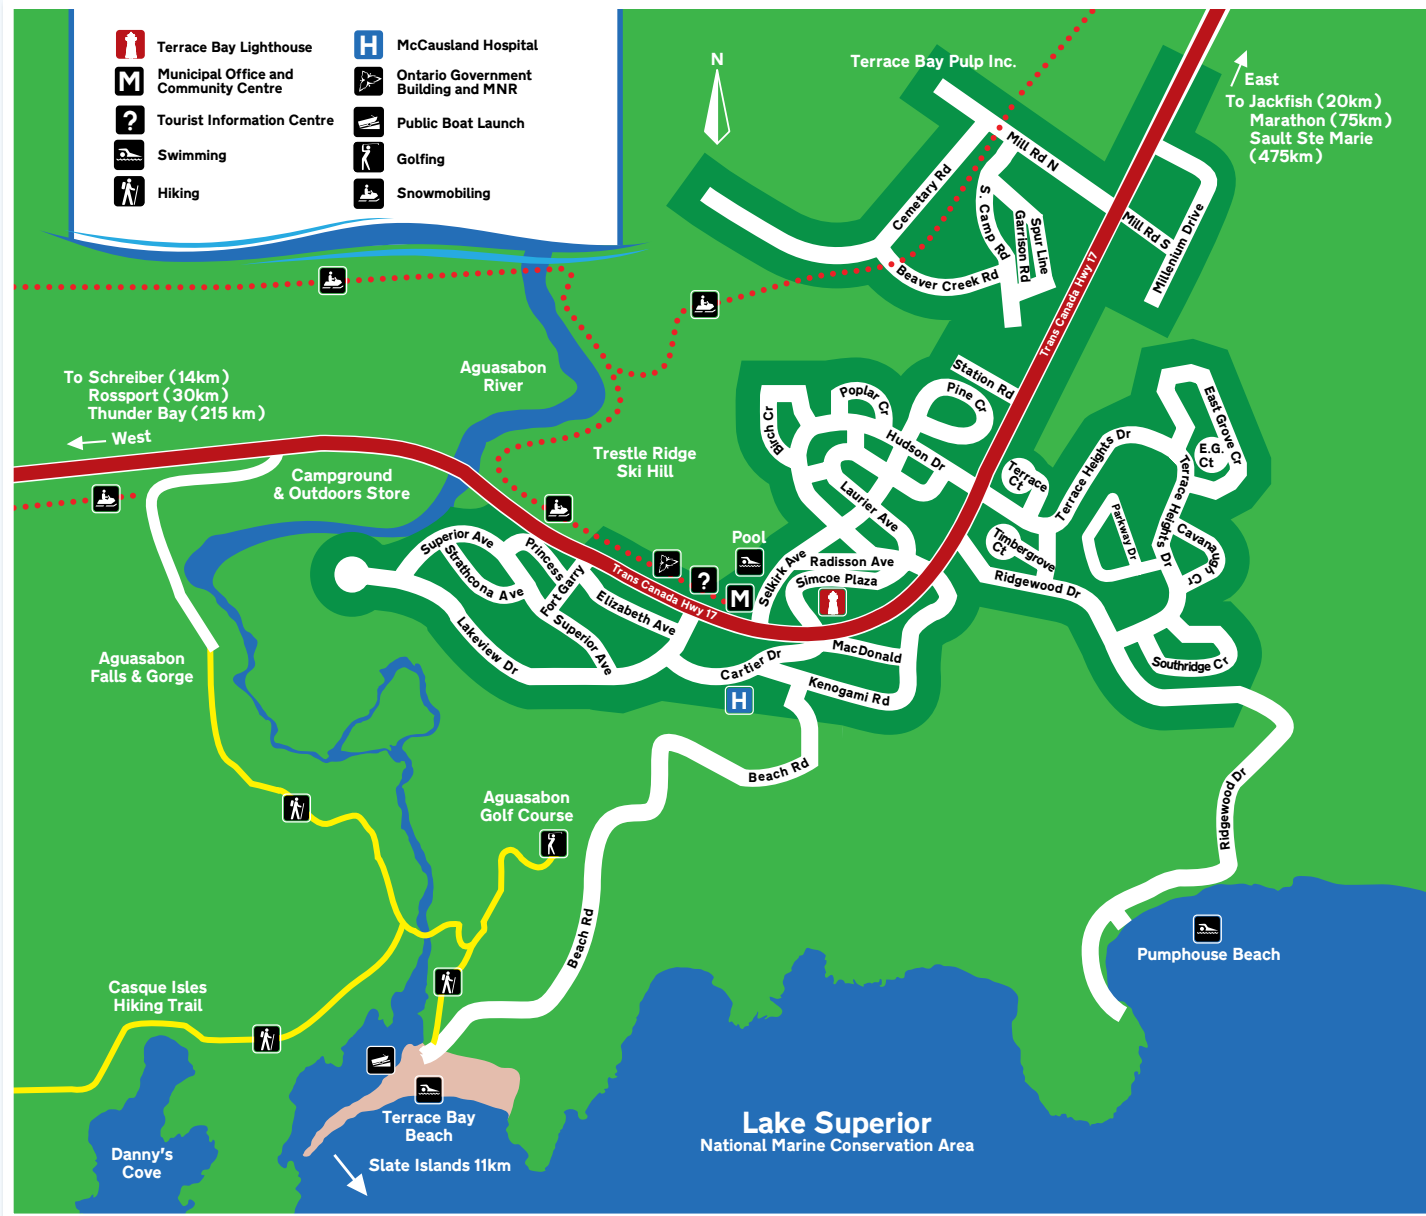 Terrace Bay Lighthouse
Municipal Office and
Community Centre
Tourist Information Centre
Swimming
Hiking
McCausland Hospital
Ontario Government
Building and MNR
Public Boat Launch
Golfing
Snowmobiling
M
?
H
N
Terrace Bay Pulp Inc.
East
To Jackfish (20km)
Marathon (75km)
Sault Ste Marie
(475km)
Mill Rd N
Cemetary Rd
S. Camp Rd
Garrison Rd
Spur Line
Beaver Creek Rd
Mill Rd S
Millenium Drive
Trans Canada Hwy 17
To Schreiber (14km)
Rossport (30km)
Thunder Bay (215 km)
West
Aguasabon
River
Trestle Ridge
Ski Hill
Campground
& Outdoors Store
Station Rd
Pine Cr
Poplar Cr
Birch Cr
Hudson Dr
Laurier Ave
Terrace
Ct
Terrace Heights Dr
East Grove Cr
E.G.
Ct
Terrace Heights Dr
Parkway Dr
Cavanaugh Cr
Timbergrove
Ct
Ridgewood Dr
Southridge Cr
Pool
Selkirk Ave
Radisson Ave
Simcoe Plaza
?
M
Trans Canada Hwy 17
Superior Ave
Strathcona Ave
Princess
Fort Garry
Elizabeth Ave
Superior Ave
Lakeview Dr
Cartier Dr
MacDonald
Kenogami Rd
H
Aguasabon
Falls & Gorge
Beach Rd
Ridgewood Dr
Aguasabon
Golf Course
Beach Rd
Pumphouse Beach
Casque Isles
Hiking Trail
Terrace Bay
Beach
Danny's
Cove
Slate Islands 11km
Lake Superior
National Marine Conservation Area